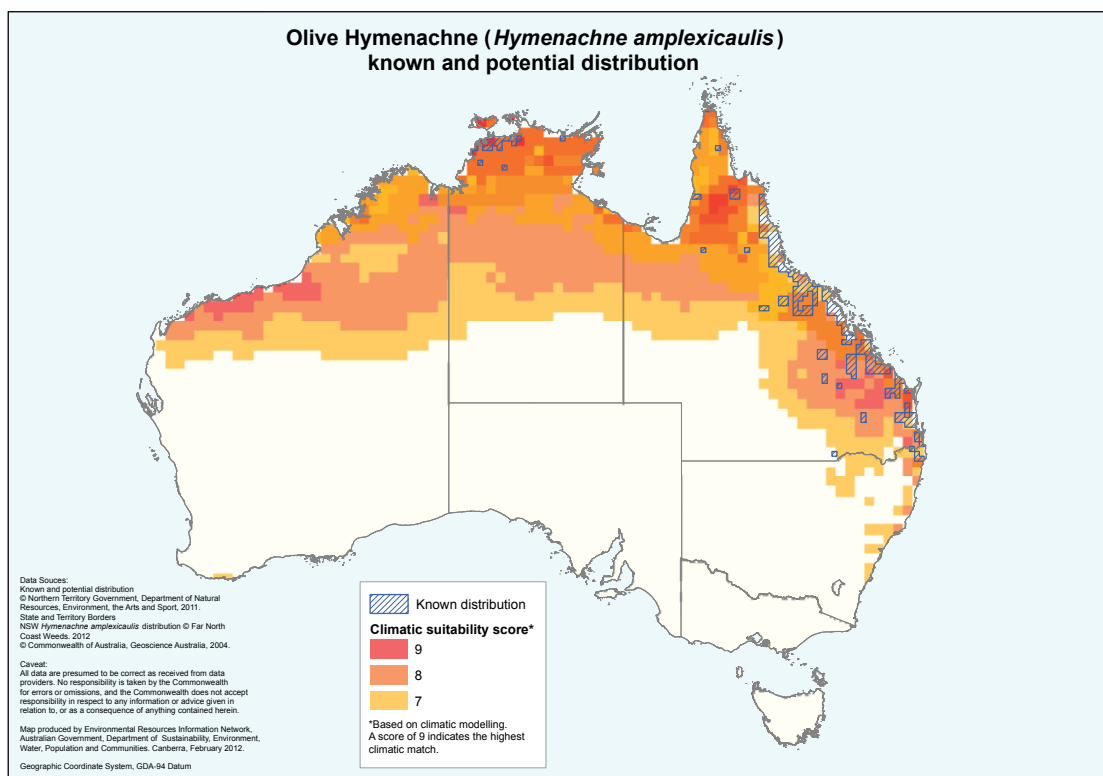 Olive Hymenachne (Hymenachne amplexicaulis)
known and potential distribution
Data Souces:
Known and potential distribution
© Northern Territory Government, Department of Natural
Resources, Environment, the Arts and Sport, 2011.
State and Territory Borders
NSW Hymenachne amplexicaulis distribution © Far North
Coast Weeds. 2012
© Commonwealth of Australia, Geoscience Australia, 2004.
Caveat:
All data are presumed to be correct as received from data
providers. No responsibility is taken by the Commonwealth
for errors or omissions, and the Commonwealth does not accept
responsibility in respect to any information or advice given in
relation to, or as a consequence of anything contained herein.
Map produced by Environmental Resources Information Network,
Australian Government, Department of Sustainability, Environment,
Water, Population and Communities. Canberra, February 2012.
Geographic Coordinate System, GDA-94 Datum
Known distribution
Climatic suitability score*
9
8
7
*Based on climatic modelling.
A score of 9 indicates the highest
climatic match.